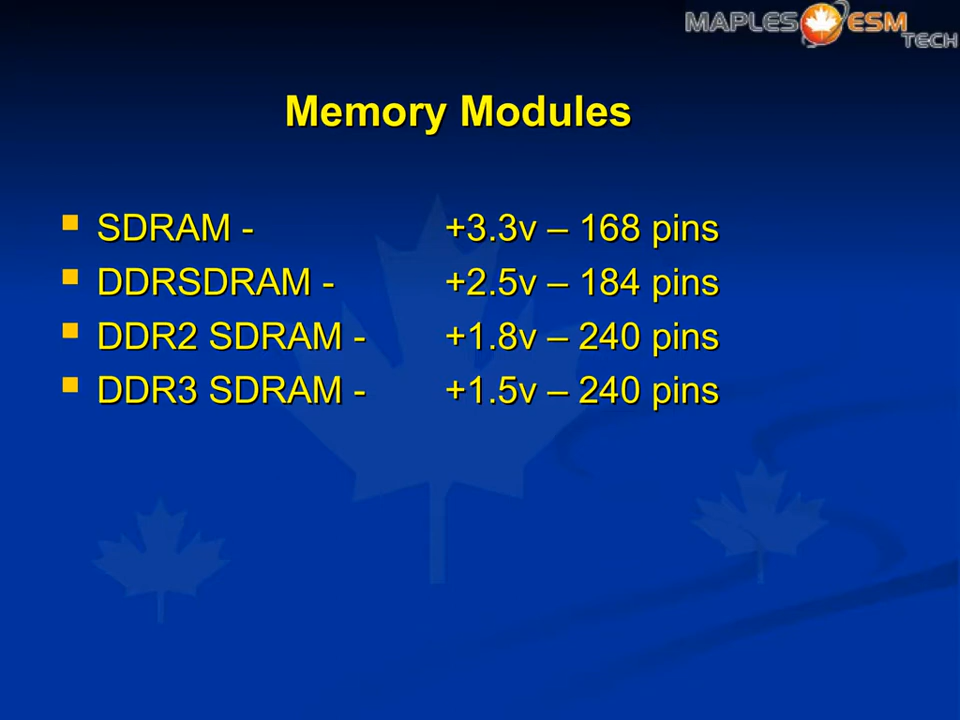 MAPLES ESM TECH
Memory Modules
SDRAM - +3.3v – 168 pins
DDRSDRAM - +2.5v – 184 pins
DDR2 SDRAM - +1.8v – 240 pins
DDR3 SDRAM - +1.5v – 240 pins